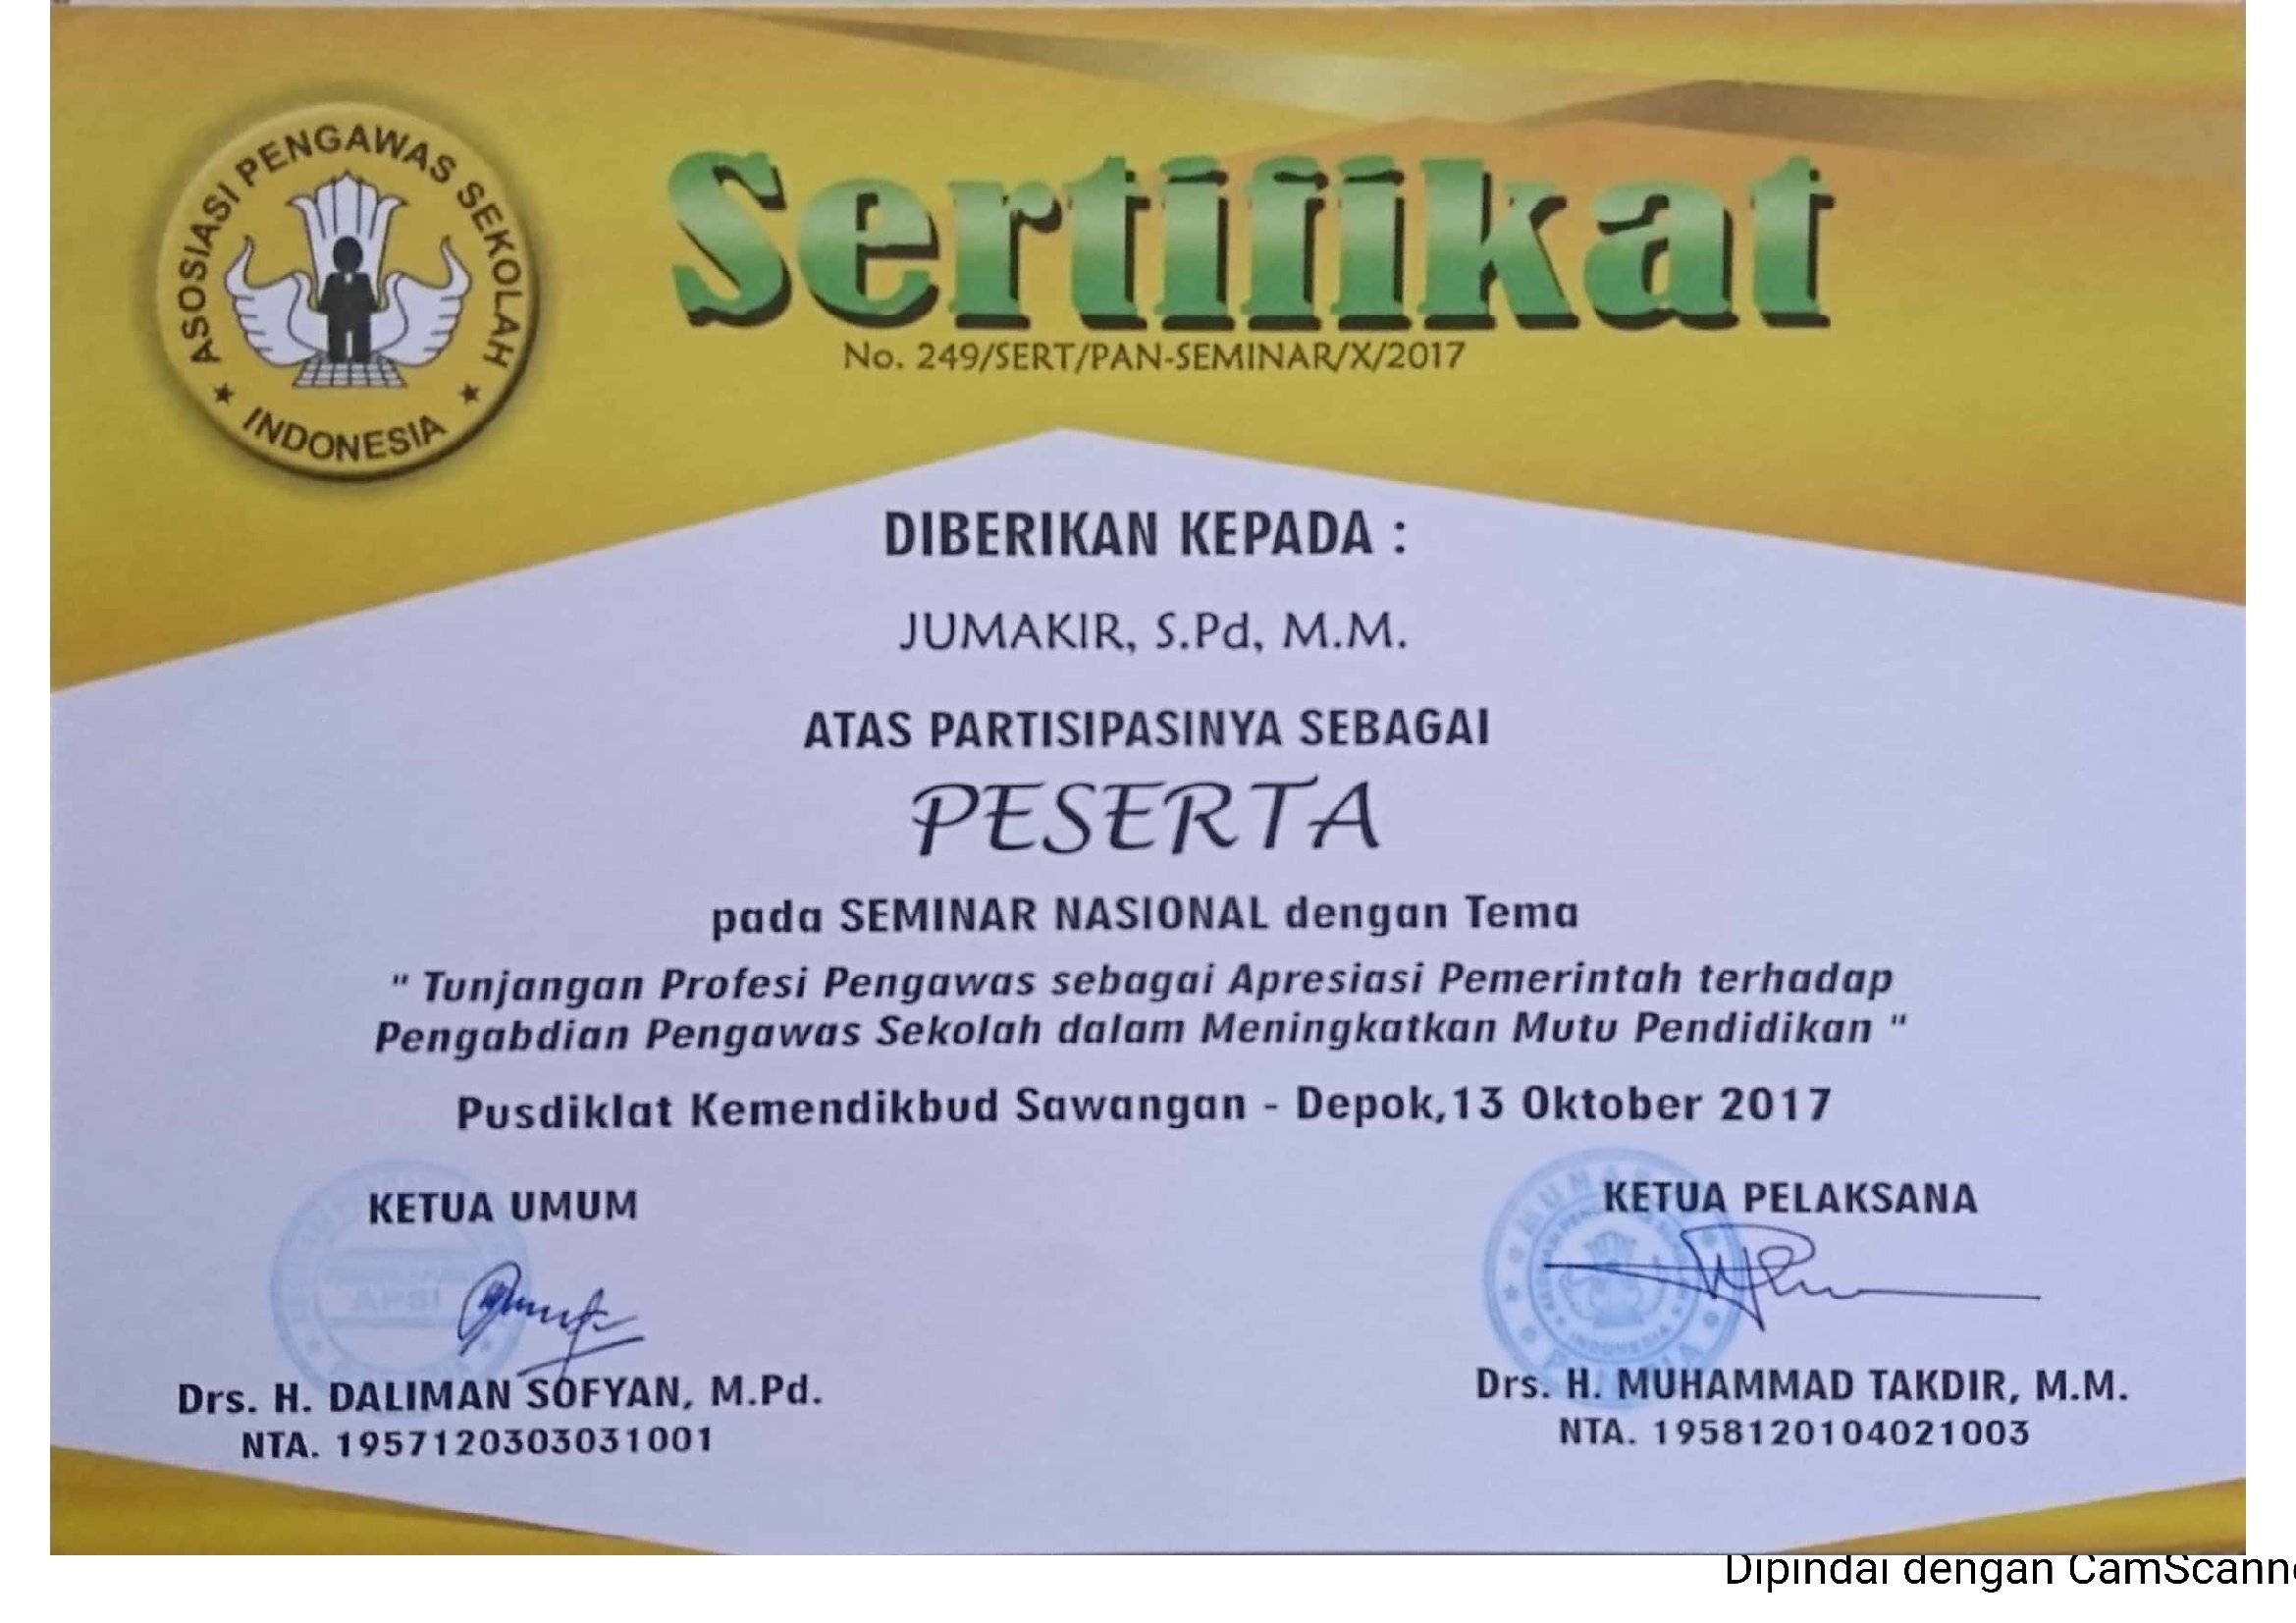 ASOSIASI PENGAWAS SEKOLAH
INDONESIA
Sertifikat
No. 249/SERT/PAN-SEMINAR/X/2017
DIBERIKAN KEPADA :
JUMAKIR, S.Pd, M.M.
ATAS PARTISIPASINYA SEBAGAI
PESERTA
pada SEMINAR NASIONAL dengan Tema
" Tunjangan Profesi Pengawas sebagai Apresiasi Pemerintah terhadap
Pengabdian Pengawas Sekolah dalam Meningkatkan Mutu Pendidikan "
Pusdiklat Kemendikbud Sawangan - Depok,13 Oktober 2017
KETUA UMUM
APSI
Drs. H. DALIMAN SOFYAN, M.Pd.
NTA. 1957120303031001
KETUA PELAKSANA
INDONESIA
Drs. H. MUHAMMAD TAKDIR, M.M.
NTA. 1958120104021003
Dipindai dengan CamScanne